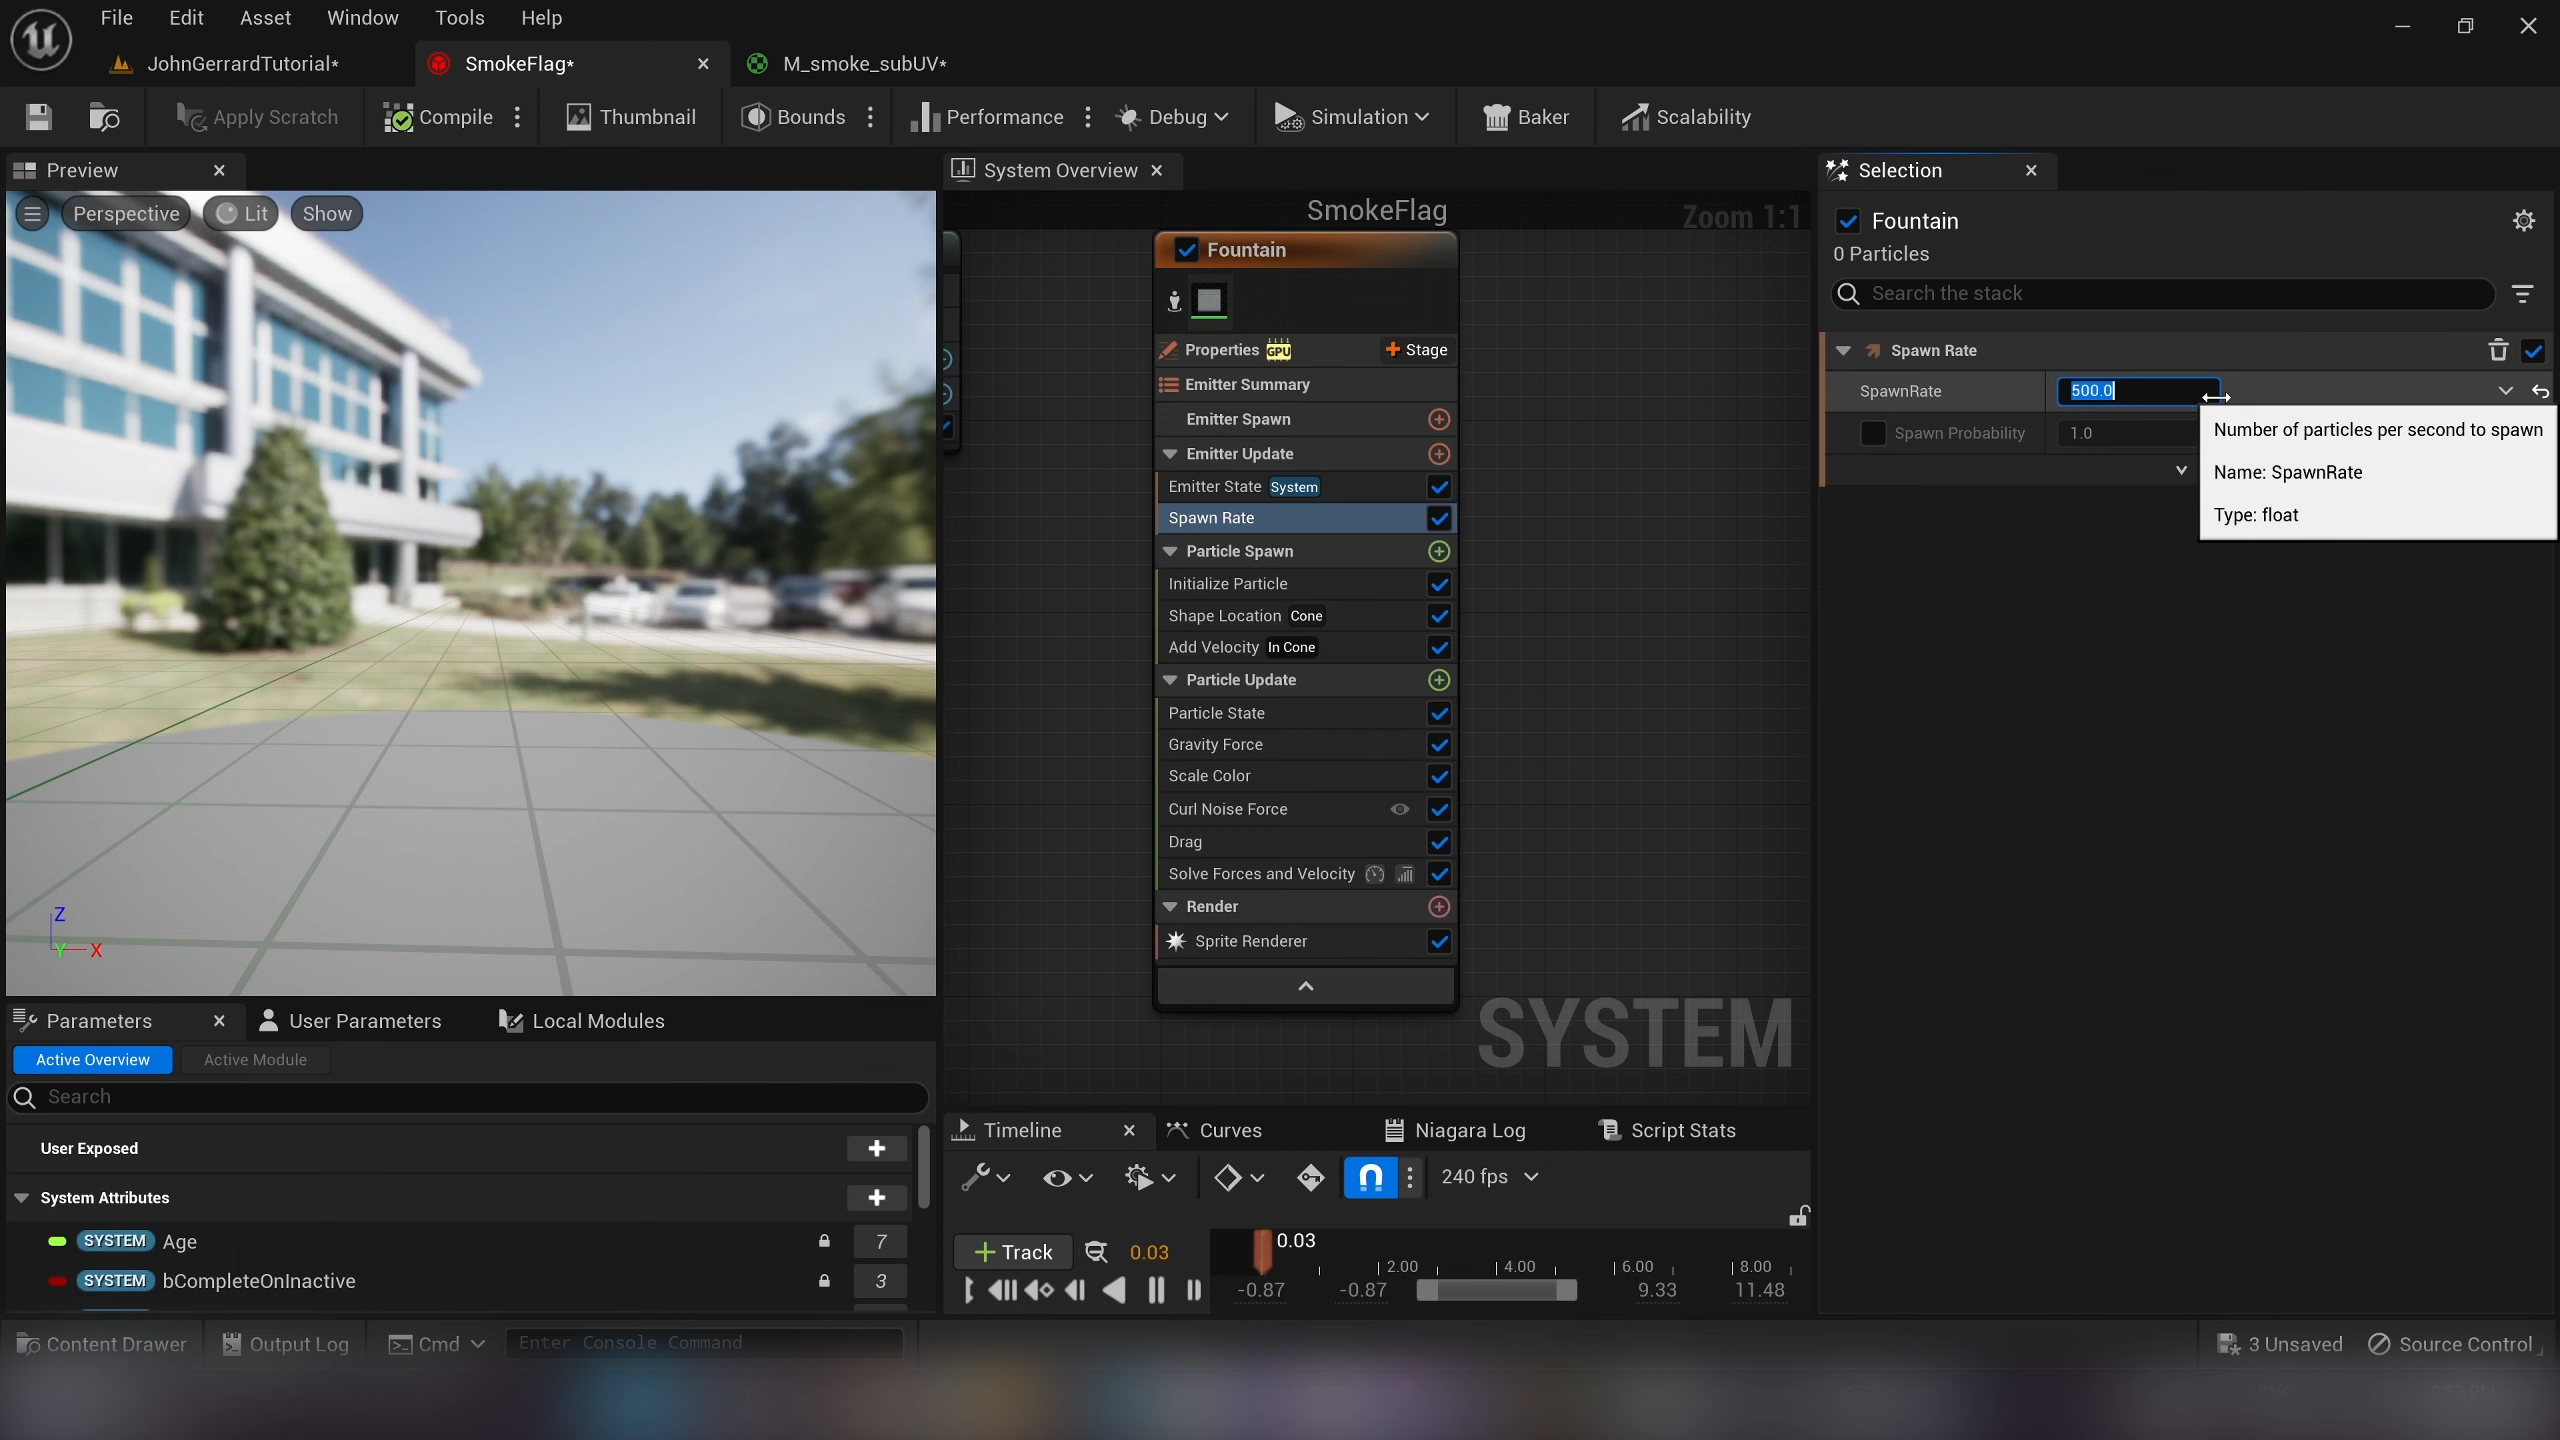 File Edit Asset Window Tools Help
JohnGerrardTutorial* SmokeFlag* M_smoke_subUV*
Apply Scratch Compile Thumbnail Bounds Performance Debug Simulation Baker Scalability
Preview System Overview Selection
Perspective Lit Show
SmokeFlag Zoom 1:1
Fountain
Properties GPU Stage
Emitter Summary
Emitter Spawn
Emitter Update
Emitter State System
Spawn Rate
Particle Spawn
Initialize Particle
Shape Location Cone
Add Velocity In Cone
Particle Update
Particle State
Gravity Force
Scale Color
Curl Noise Force
Drag
Solve Forces and Velocity
Render
Sprite Renderer
SYSTEM
Fountain
0 Particles
Search the stack
Spawn Rate
SpawnRate 500.0
Spawn Probability 1.0
Number of particles per second to spawn
Name: SpawnRate
Type: float
Z
Y X
Parameters User Parameters Local Modules
Active Overview Active Module
Search
User Exposed
System Attributes
SYSTEM Age 7
SYSTEM bCompleteOnInactive 3
Timeline Curves Niagara Log Script Stats
240 fps
Track 0.03 0.03
2.00 4.00 6.00 8.00
-0.87 -0.87 9.33 11.48
Content Drawer Output Log Cmd Enter Console Command 3 Unsaved Source Control